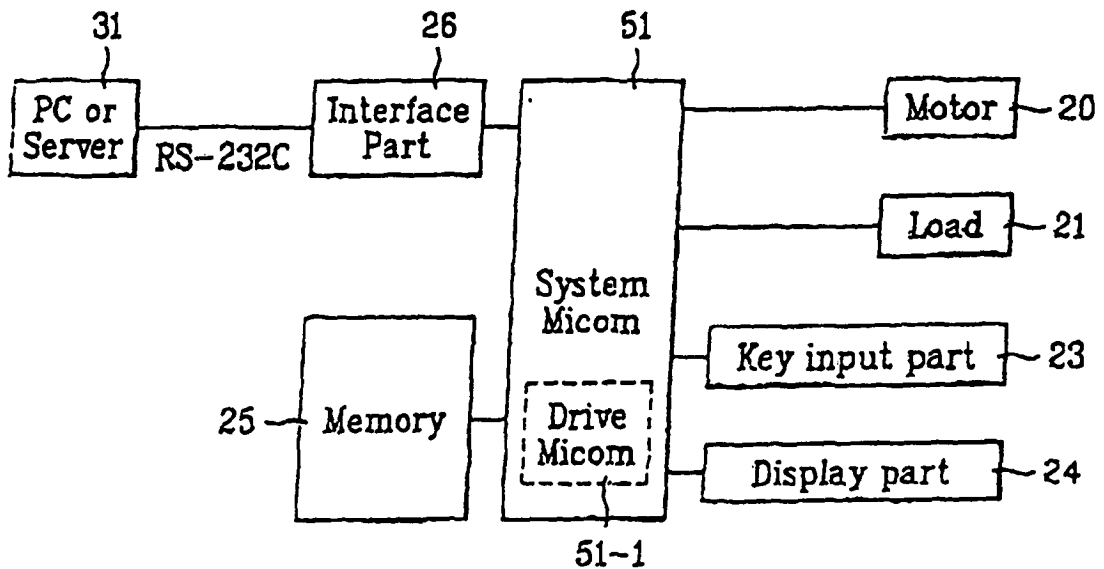 31
26
51
PC or
Server
RS-232C
Interface
Part
Motor
20
Load
21
System
Micom
Key input part
23
25
Memory
Drive
Micom
Display part
24
51-1